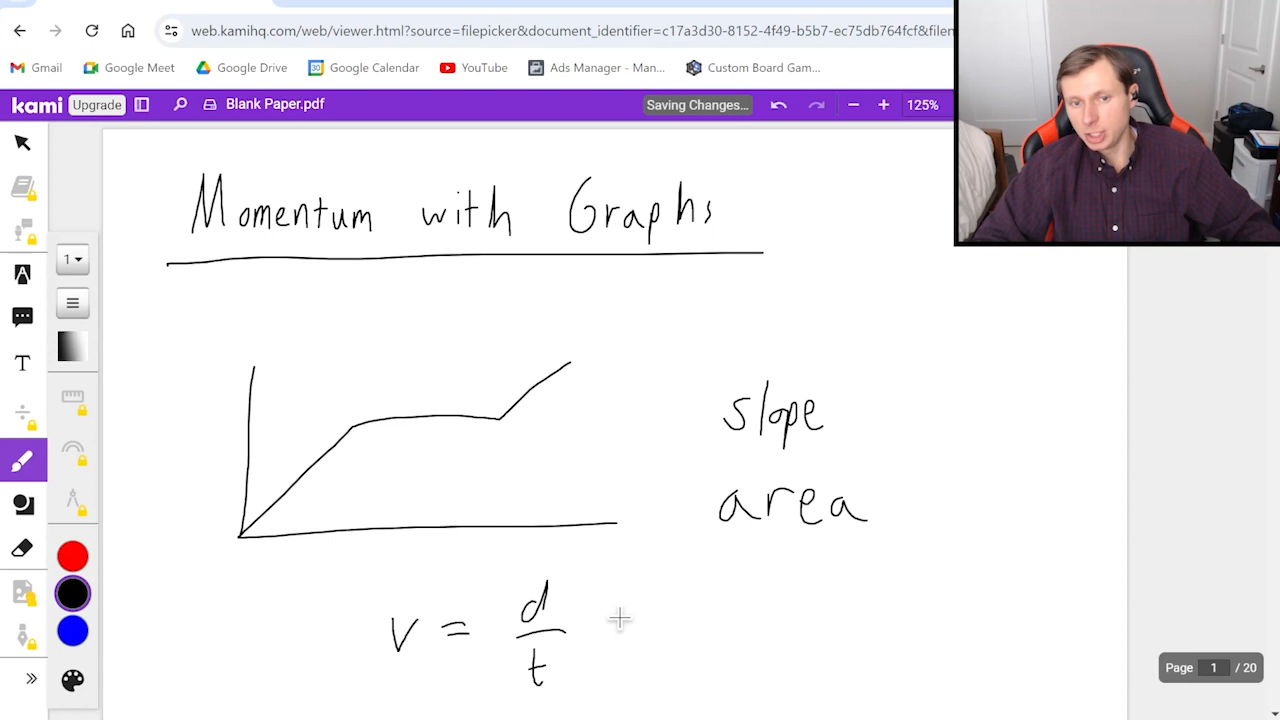 web.kamihq.com/web/viewer.html?source=filepicker&document_identifier=c17a3d30-8152-4f49-b5b7-ec75db764fcf&filen
Gmail Google Meet Google Drive Google Calendar YouTube Ads Manager - Man... Custom Board Gam...
kami Upgrade Blank Paper.pdf Saving Changes... 125%
Momentum with Graphs
1
slope
area
v = d
t
Page 1 / 20